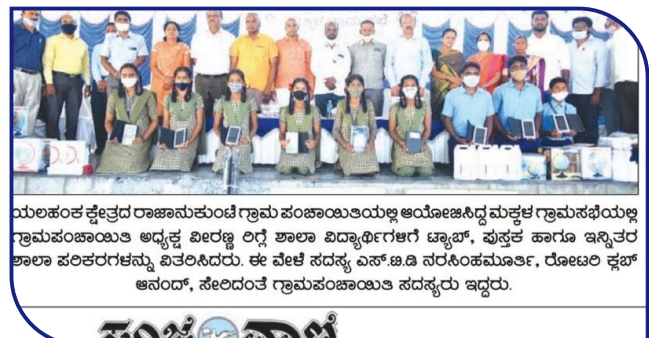 ಯಲಹಂಕ ಕ್ಷೇತ್ರದ ರಾಜಾನುಕುಂಟೆ ಗ್ರಾಮ ಪಂಚಾಯಿತಿಯಲ್ಲಿ ಆಯೋಜಿಸಿದ್ದ ಮಕ್ಕಳ ಗ್ರಾಮಸಭೆಯಲ್ಲಿ
ಗ್ರಾಮಪಂಚಾಯಿತಿ ಅಧ್ಯಕ್ಷ ವೀರಣ್ಣ ರಿಗ್ರೆ ಶಾಲಾ ವಿದ್ಯಾರ್ಥಿಗಳಿಗೆ ಟ್ಯಾಬ್, ಪುಸ್ತಕ ಹಾಗೂ ಇನ್ನಿತರ
ಶಾಲಾ ಪರಿಕರಗಳನ್ನು ವಿತರಿಸಿದರು. ಈ ವೇಳೆ ಸದಸ್ಯ ಎಸ್.ಟಿ.ಡಿ ನರಸಿಂಹಮೂರ್ತಿ, ರೋಟರಿ ಕ್ಲಬ್
ಆನಂದ್, ಸೇರಿದಂತೆ ಗ್ರಾಮಪಂಚಾಯಿತಿ ಸದಸ್ಯರು ಇದ್ದರು.